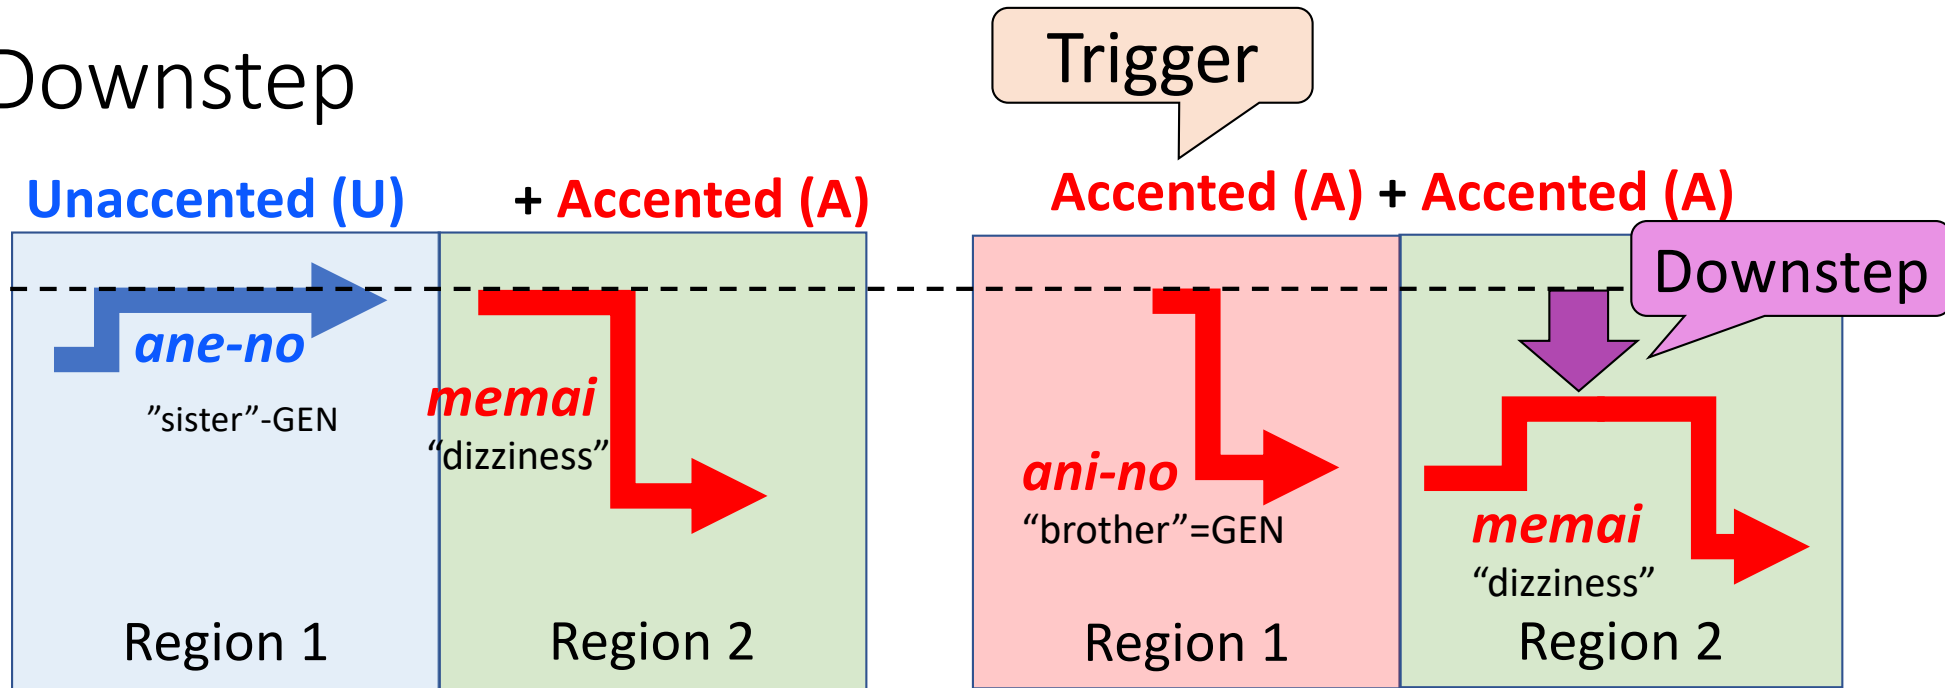 Downstep
Trigger
Unaccented (U) + Accented (A)
Accented (A) + Accented (A)
Downstep
ane-no
”sister”-GEN
memai
“dizziness”
Region 1
Region 2
ani-no
“brother”=GEN
memai
“dizziness”
Region 1
Region 2